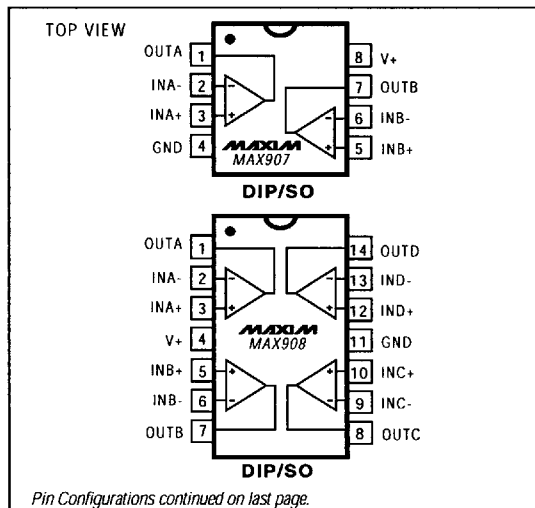 TOP VIEW
OUTA 1
INA- 2
INA+ 3
GND 4
8 V+
7 OUTB
6 INB-
5 INB+
- +
- +
MAXIM
MAX907
DIP/SO
OUTA 1
INA- 2
INA+ 3
V+ 4
INB+ 5
INB- 6
OUTB 7
14 OUTD
13 IND-
12 IND+
11 GND
10 INC+
9 INC-
8 OUTC
- +
- +
MAXIM
MAX908
+ -
+ -
DIP/SO
Pin Configurations continued on last page.